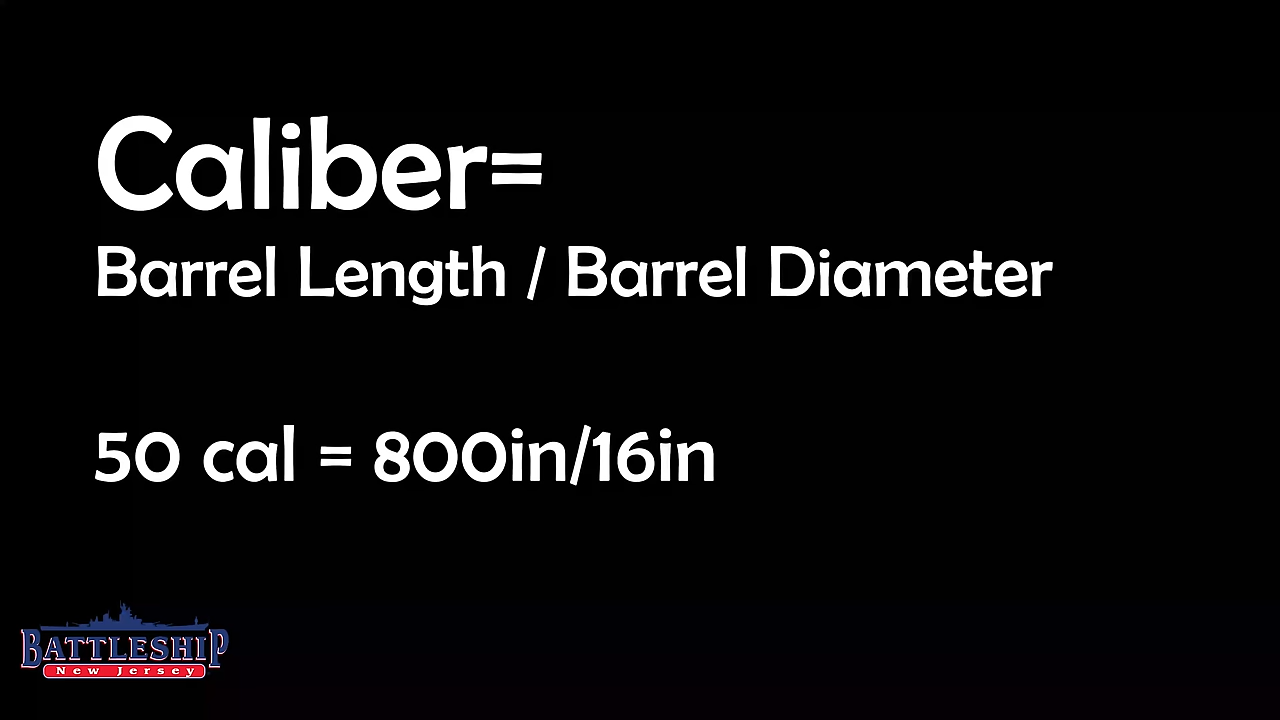 Caliber=
Barrel Length / Barrel Diameter
50 cal = 800in/16in
BATTLESHIP
New Jersey